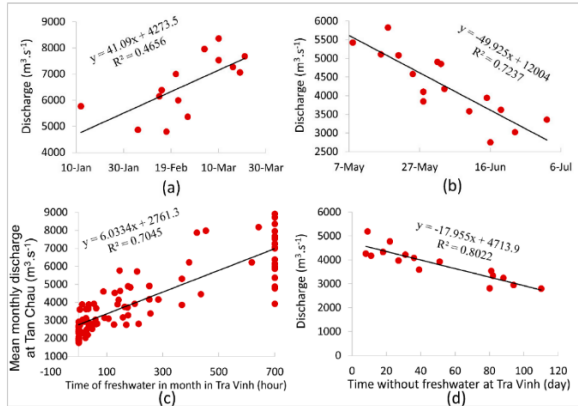 (a)
y = 41.09x + 4273.5
R² = 0.4656
Discharge (m³.s⁻¹)
9000
8000
7000
6000
5000
4000
10-Jan 30-Jan 19-Feb 10-Mar 30-Mar
(b)
y = -49.925x + 12004
R² = 0.7237
Discharge (m³.s⁻¹)
6000
5500
5000
4500
4000
3500
3000
2500
7-May 27-May 16-Jun 6-Jul
(c)
y = 6.0334x + 2761.3
R² = 0.7045
Mean monthly discharge
at Tan Chau (m³.s⁻¹)
9000
8000
7000
6000
5000
4000
3000
2000
1000
0
-100 100 300 500 700
Time of freshwater in month in Tra Vinh (hour)
(d)
y = -17.955x + 4713.9
R² = 0.8022
Discharge (m³.s⁻¹)
6000
5000
4000
3000
2000
1000
0
0 20 40 60 80 100 120
Time without freshwater at Tra Vinh (day)